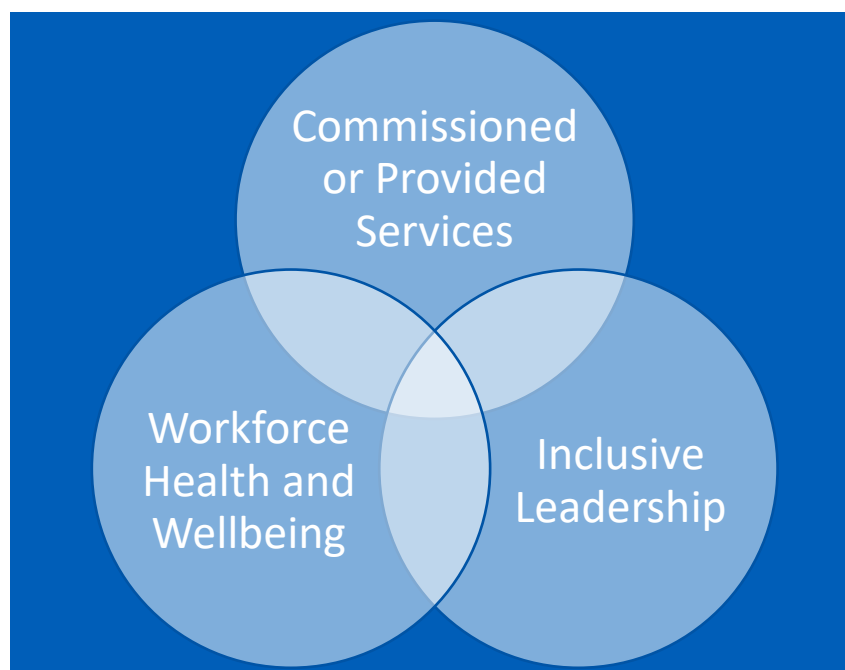 Commissioned
or Provided
Services
Workforce
Health and
Wellbeing
Inclusive
Leadership